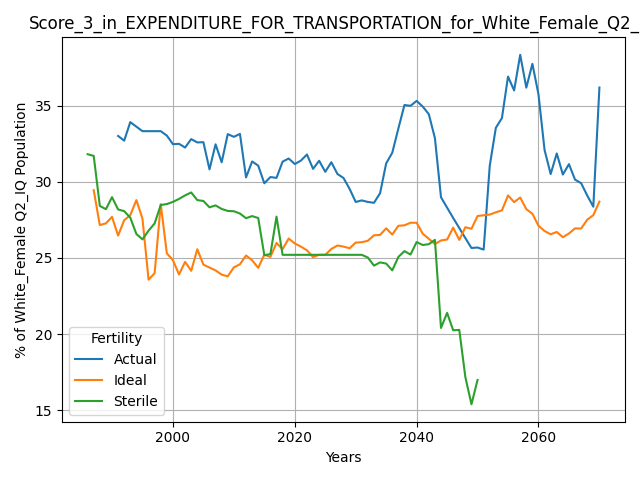 Score_3_in_EXPENDITURE_FOR_TRANSPORTATION_for_White_Female_Q2_
% of White_Female Q2_IQ Population
35
30
25
20
15
Fertility
Actual
Ideal
Sterile
2000 2020 2040 2060
Years